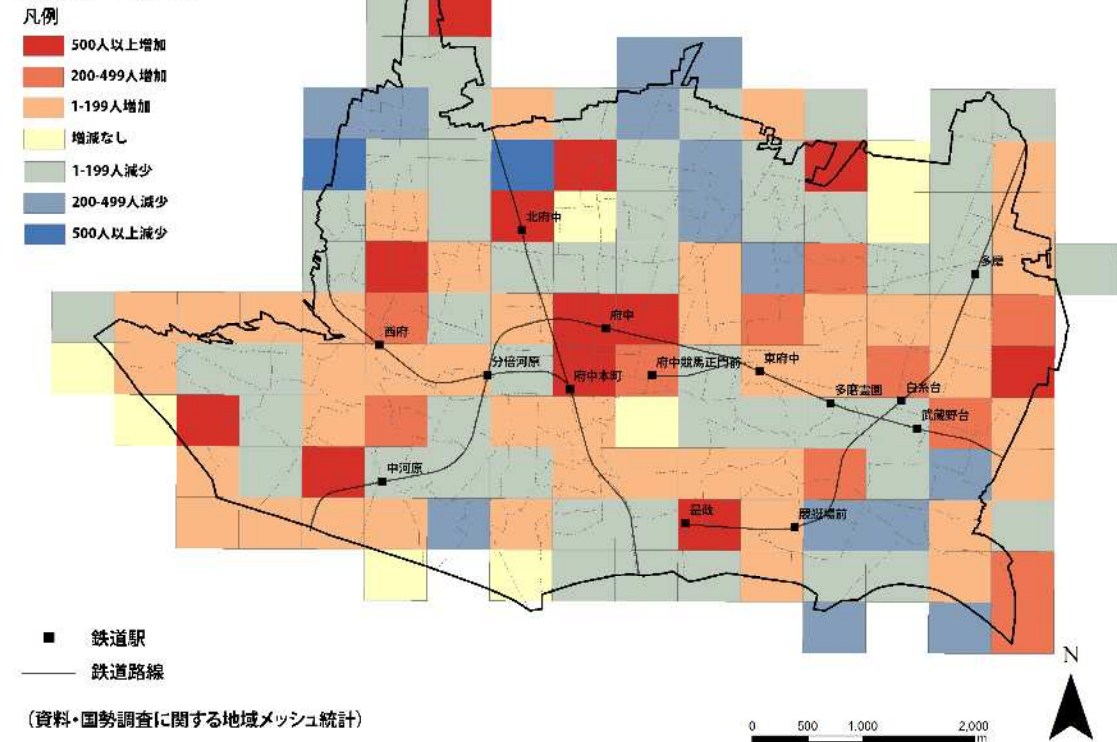 凡例
500人以上増加
200-499人増加
1-199人増加
増減なし
1-199人減少
200-499人減少
500人以上減少
北府中
多磨
府中
西府
分倍河原
府中本町
府中競馬正門前
東府中
多磨霊園
白糸台
武蔵野台
中河原
是政
競艇場前
鉄道駅
鉄道路線
(資料・国勢調査に関する地域メッシュ統計)
N
0 500 1,000 2,000
m